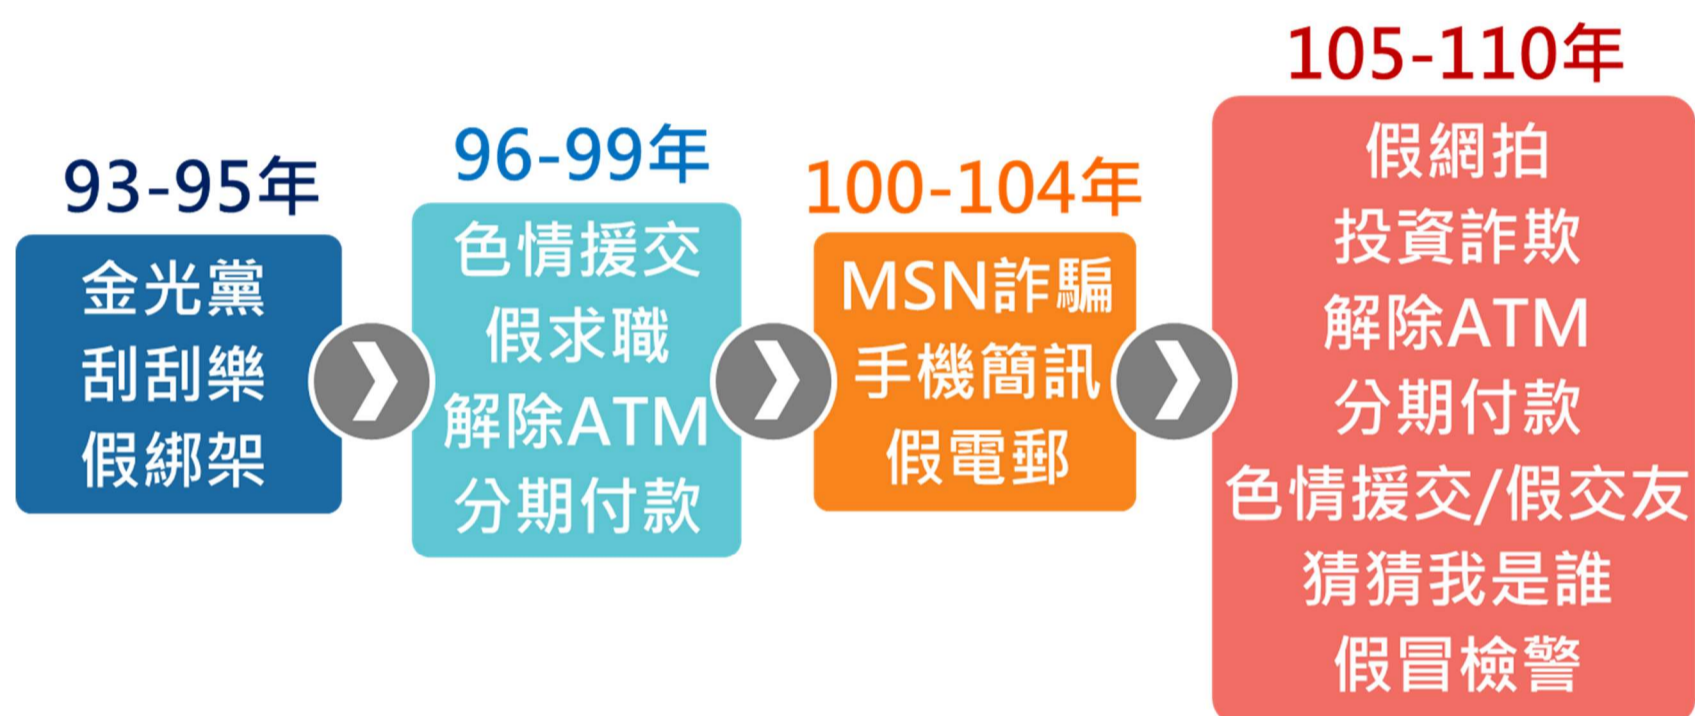 93-95年
金光黨
刮刮樂
假綁架
96-99年
色情援交
假求職
解除ATM
分期付款
100-104年
MSN詐騙
手機簡訊
假電郵
105-110年
假網拍
投資詐欺
解除ATM
分期付款
色情援交/假交友
猜猜我是誰
假冒檢警